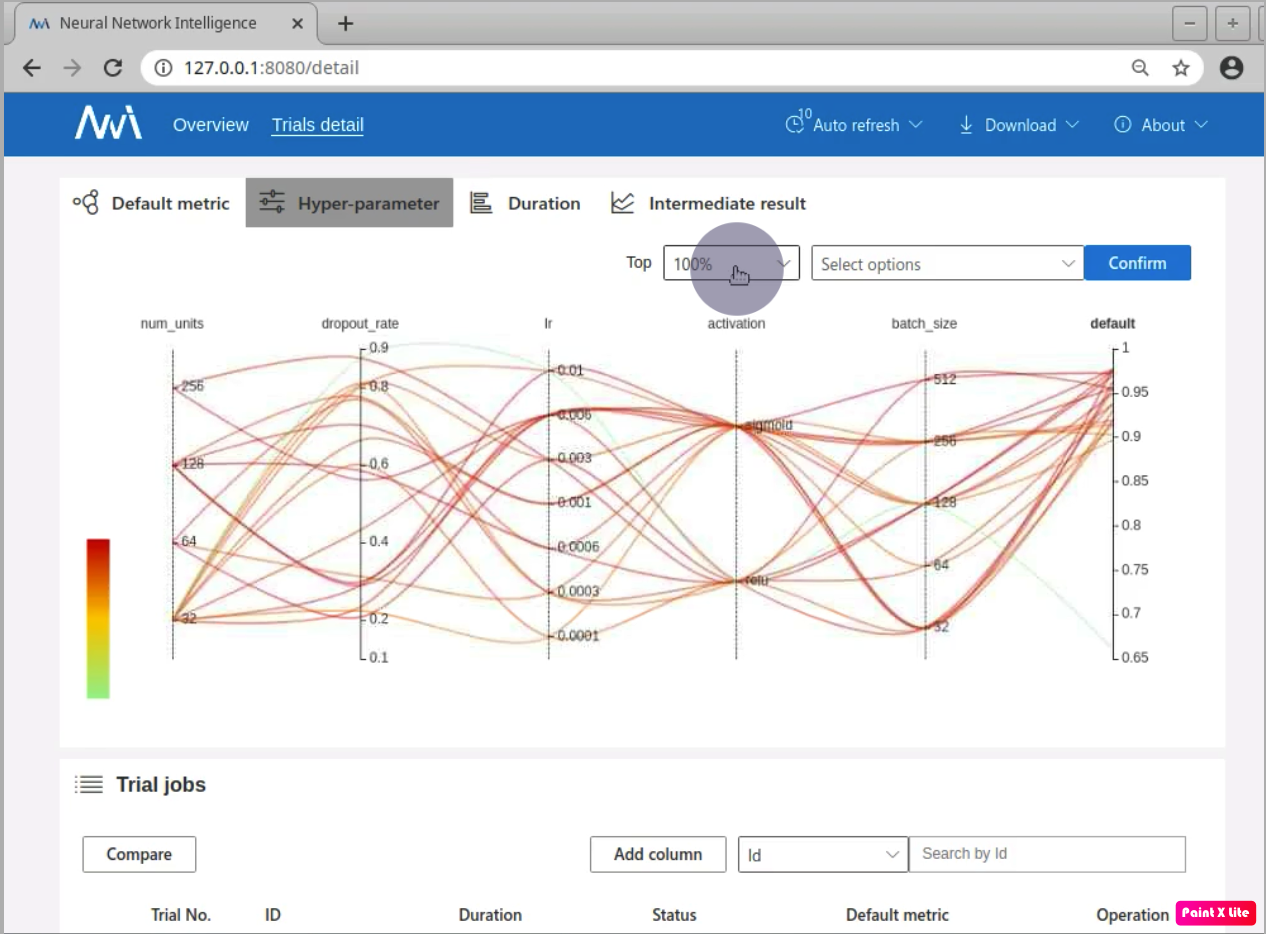 Neural Network Intelligence
127.0.0.1:8080/detail
Overview Trials detail 10 Auto refresh Download About
Default metric Hyper-parameter Duration Intermediate result
Top 100% Select options Confirm
num_units dropout_rate lr activation batch_size default
0.9 1
256 0.8 0.01 512 0.95
0.006 sigmoid 256 0.9
128 0.6 0.003 0.85
0.001 128 0.8
64 0.4 0.0006 64 0.75
0.0003 relu 0.7
32 0.2 0.0001 32
0.1 0.65
Trial jobs
Compare Add column Id Search by Id
Trial No. ID Duration Status Default metric Operation
Paint X Lite